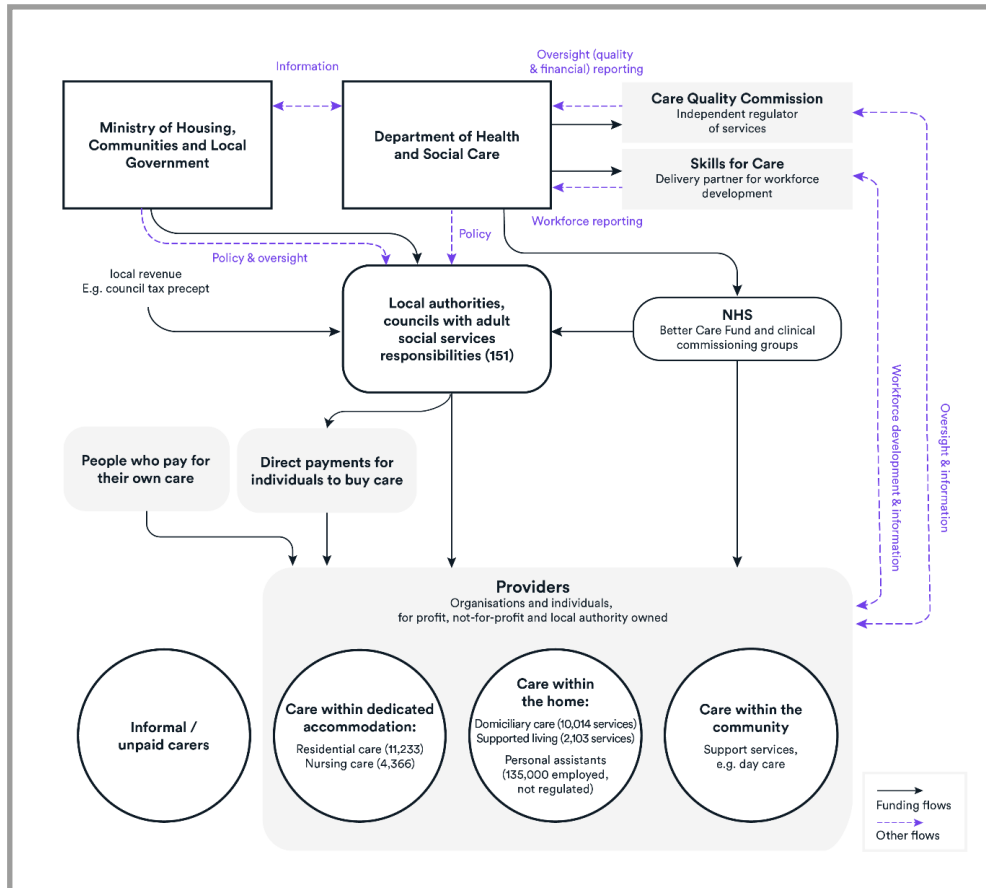 Information
Oversight (quality
& financial) reporting
Ministry of Housing,
Communities and Local
Government
Department of Health
and Social Care
Care Quality Commission
Independent regulator
of services
Skills for Care
Delivery partner for workforce
development
Workforce reporting
Policy
Policy & oversight
local revenue
E.g. council tax precept
Local authorities,
councils with adult
social services
responsibilities (151)
NHS
Better Care Fund and clinical
commissioning groups
Workforce development & information
Oversight & information
People who pay for
their own care
Direct payments for
individuals to buy care
Providers
Organisations and individuals,
for profit, not-for-profit and local authority owned
Informal /
unpaid carers
Care within dedicated
accommodation:
Residential care (11,233)
Nursing care (4,366)
Care within
the home:
Domiciliary care (10,014 services)
Supported living (2,103 services)
Personal assistants
(135,000 employed,
not regulated)
Care within the
community
Support services,
e.g. day care
Funding flows
Other flows